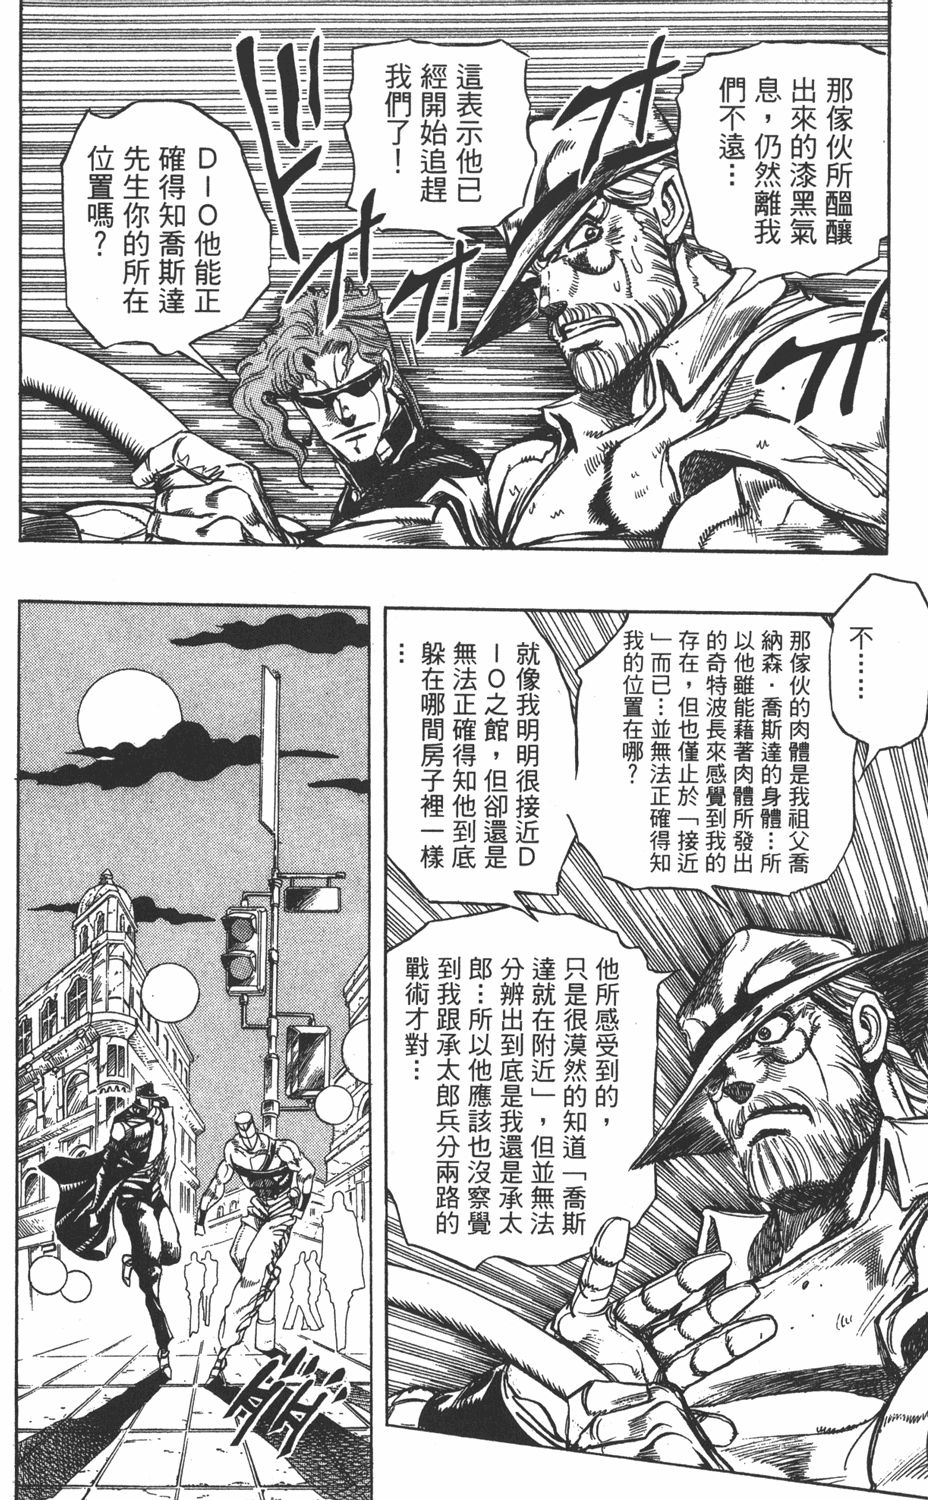 那傢伙所醞釀
出來的漆黑氣
息，仍然離我
們不遠…
這表示他已
經開始追趕
我們了！
DIO他能正
確得知喬斯達
先生你的所在
位置嗎？
ゴ
オ
オ
オ
ド
ド
不……
那傢伙的肉體是我祖父喬
納森．喬斯達的身體…所
以他雖能藉著肉體所發出
的奇特波長來感覺到我的
存在，但也僅止於「接近
」而已…並無法正確得知
我的位置在哪？
就像我明明很接近D
IO之館，但卻還是
無法正確得知他到底
躲在哪間房子裡一樣
…
他所感受到的，
只是很漠然的知道「喬斯
達就在附近」，但並無法
分辨出到底是我還是承太
郎…所以他應該也沒察覺
到我跟承太郎兵分兩路的
戰術才對…